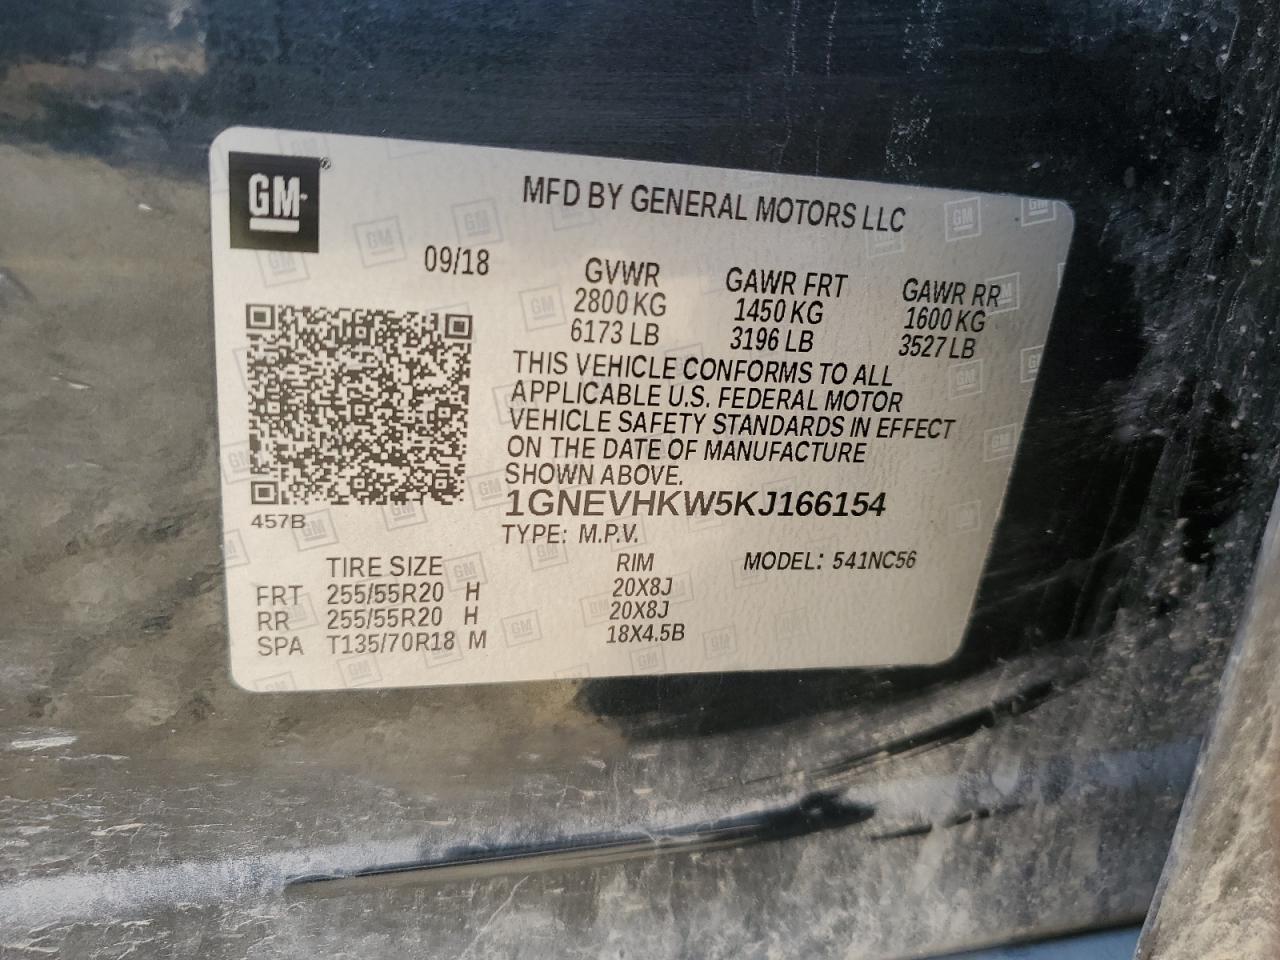 GM
MFD BY GENERAL MOTORS LLC
09/18
GVWR GAWR FRT GAWR RR
2800 KG 1450 KG 1600 KG
6173 LB 3196 LB 3527 LB
THIS VEHICLE CONFORMS TO ALL
APPLICABLE U.S. FEDERAL MOTOR
VEHICLE SAFETY STANDARDS IN EFFECT
ON THE DATE OF MANUFACTURE
SHOWN ABOVE.
1GNEVHKW5KJ166154
457B
TYPE: M.P.V.
TIRE SIZE RIM MODEL: 541NC56
FRT 255/55R20 H 20X8J
RR 255/55R20 H 20X8J
SPA T135/70R18 M 18X4.5B